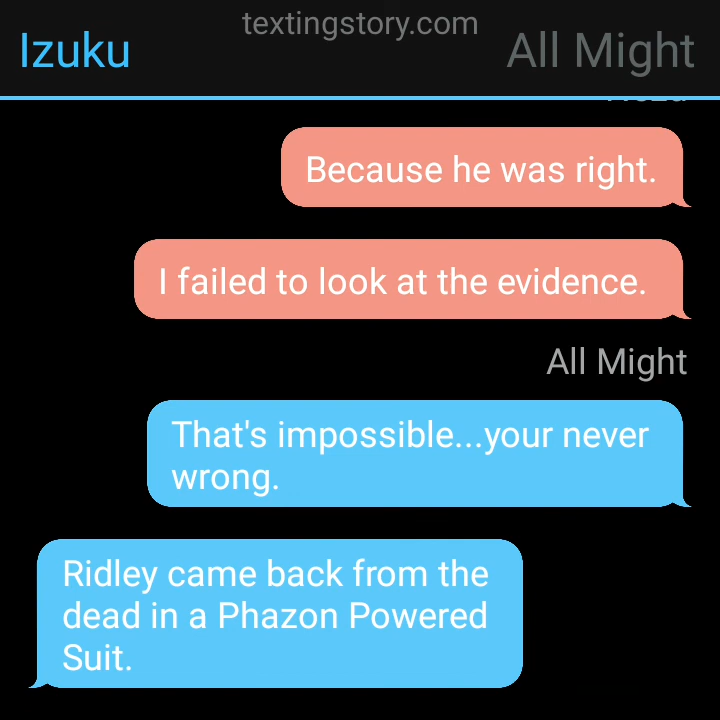 textingstory.com
Izuku
All Might
Because he was right.
I failed to look at the evidence.
All Might
That's impossible...your never
wrong.
Ridley came back from the
dead in a Phazon Powered
Suit.